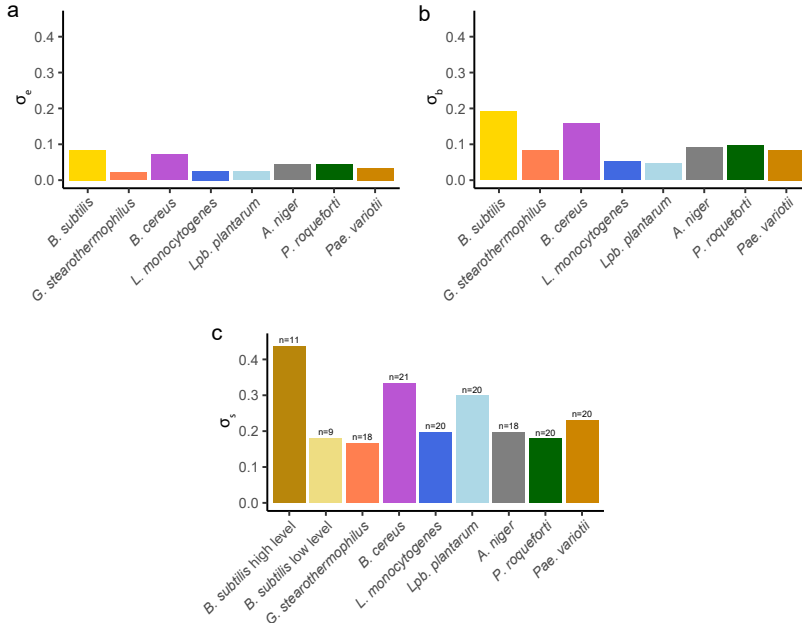 a
σe
0.4
0.3
0.2
0.1
0.0
B. subtilis
G. stearothermophilus
B. cereus
L. monocytogenes
Lpb. plantarum
A. niger
P. roqueforti
Pae. variotii
b
σb
0.4
0.3
0.2
0.1
0.0
B. subtilis
G. stearothermophilus
B. cereus
L. monocytogenes
Lpb. plantarum
A. niger
P. roqueforti
Pae. variotii
c
σs
0.4
0.3
0.2
0.1
0.0
n=11
n=9
n=18
n=21
n=20
n=20
n=18
n=20
n=20
B. subtilis high level
B. subtilis low level
G. stearothermophilus
B. cereus
L. monocytogenes
Lpb. plantarum
A. niger
P. roqueforti
Pae. variotii